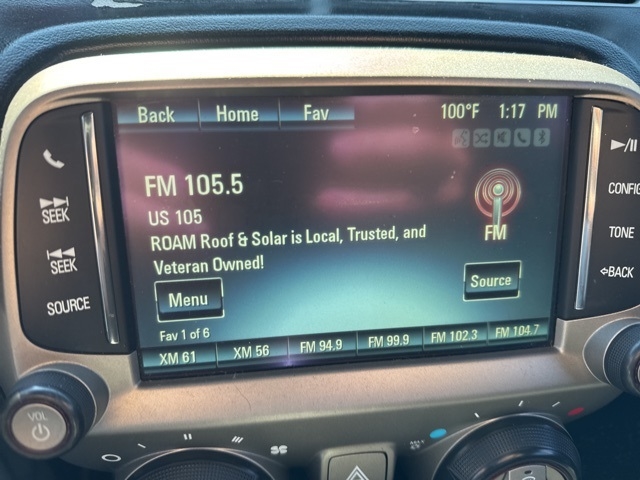 Back Home Fav 100°F 1:17 PM
FM 105.5
US 105
ROAM Roof & Solar is Local, Trusted, and
Veteran Owned!
FM
Menu
Source
Fav 1 of 6
XM 61 XM 56 FM 94.9 FM 99.9 FM 102.3 FM 104.7
SEEK
SEEK
SOURCE
CONFIG
TONE
BACK
VOL